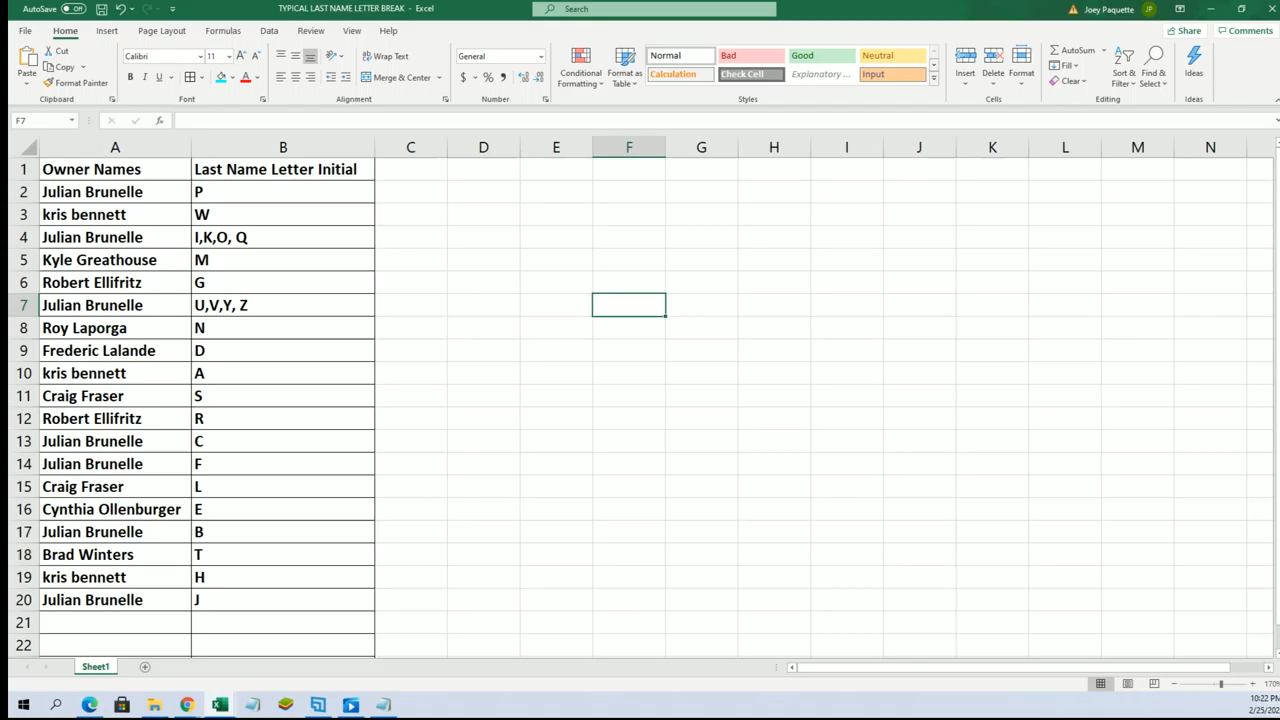 AutoSave Off TYPICAL LAST NAME LETTER BREAK - Excel Search Joey Paquette JP
File Home Insert Page Layout Formulas Data Review View Help Share Comments
Paste Cut Copy Format Painter Clipboard
Calibri 11 B I U A Font
Wrap Text Merge & Center Alignment
General $ % , Number
Conditional Formatting Format as Table
Normal Bad Good Neutral
Calculation Check Cell Explanatory ... Input
Styles
Insert Delete Format Cells
AutoSum Fill Clear Sort & Filter Find & Select Editing
Ideas Ideas
F7 fx
A B C D E F G H I J K L M N
1 Owner Names Last Name Letter Initial
2 Julian Brunelle P
3 kris bennett W
4 Julian Brunelle I,K,O, Q
5 Kyle Greathouse M
6 Robert Ellifritz G
7 Julian Brunelle U,V,Y, Z
8 Roy Laporga N
9 Frederic Lalande D
10 kris bennett A
11 Craig Fraser S
12 Robert Ellifritz R
13 Julian Brunelle C
14 Julian Brunelle F
15 Craig Fraser L
16 Cynthia Ollenburger E
17 Julian Brunelle B
18 Brad Winters T
19 kris bennett H
20 Julian Brunelle J
21
22
Sheet1
170%
10:22 PM
2/25/202